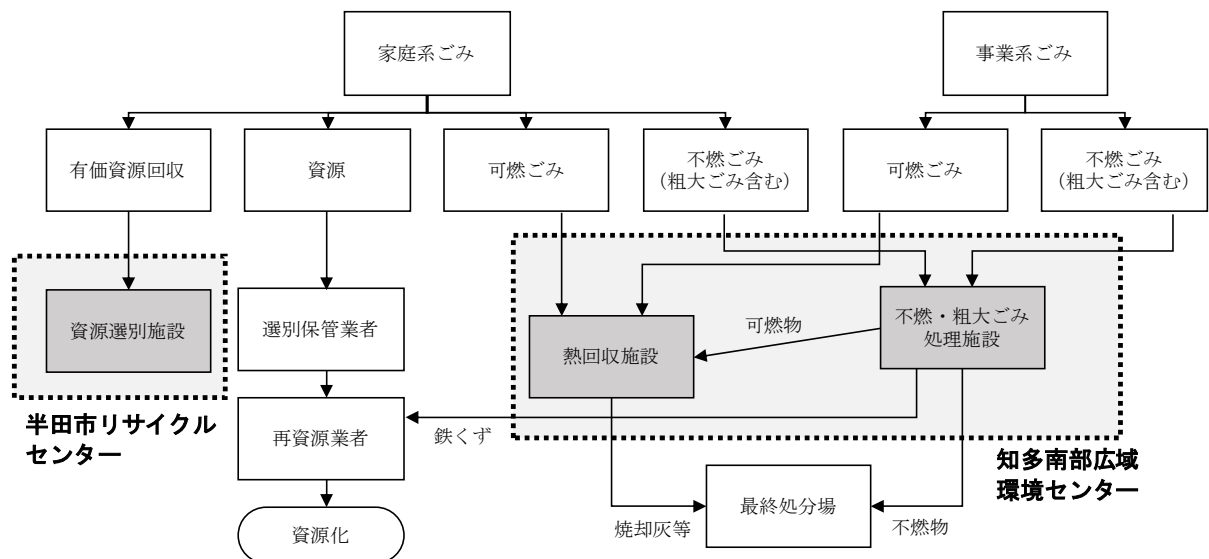 家庭系ごみ
事業系ごみ
有価資源回収
資源
可燃ごみ
不燃ごみ
（粗大ごみ含む）
可燃ごみ
不燃ごみ
（粗大ごみ含む）
資源選別施設
選別保管業者
熱回収施設
可燃物
不燃・粗大ごみ
処理施設
半田市リサイクル
センター
再資源業者
鉄くず
知多南部広域
環境センター
資源化
焼却灰等
最終処分場
不燃物